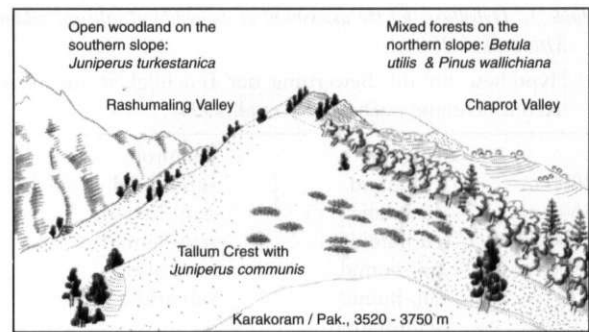 Open woodland on the
southern slope:
Juniperus turkestanica
Mixed forests on the
northern slope: Betula
utilis & Pinus wallichiana
Rashumaling Valley
Chaprot Valley
Tallum Crest with
Juniperus communis
Karakoram / Pak., 3520 - 3750 m